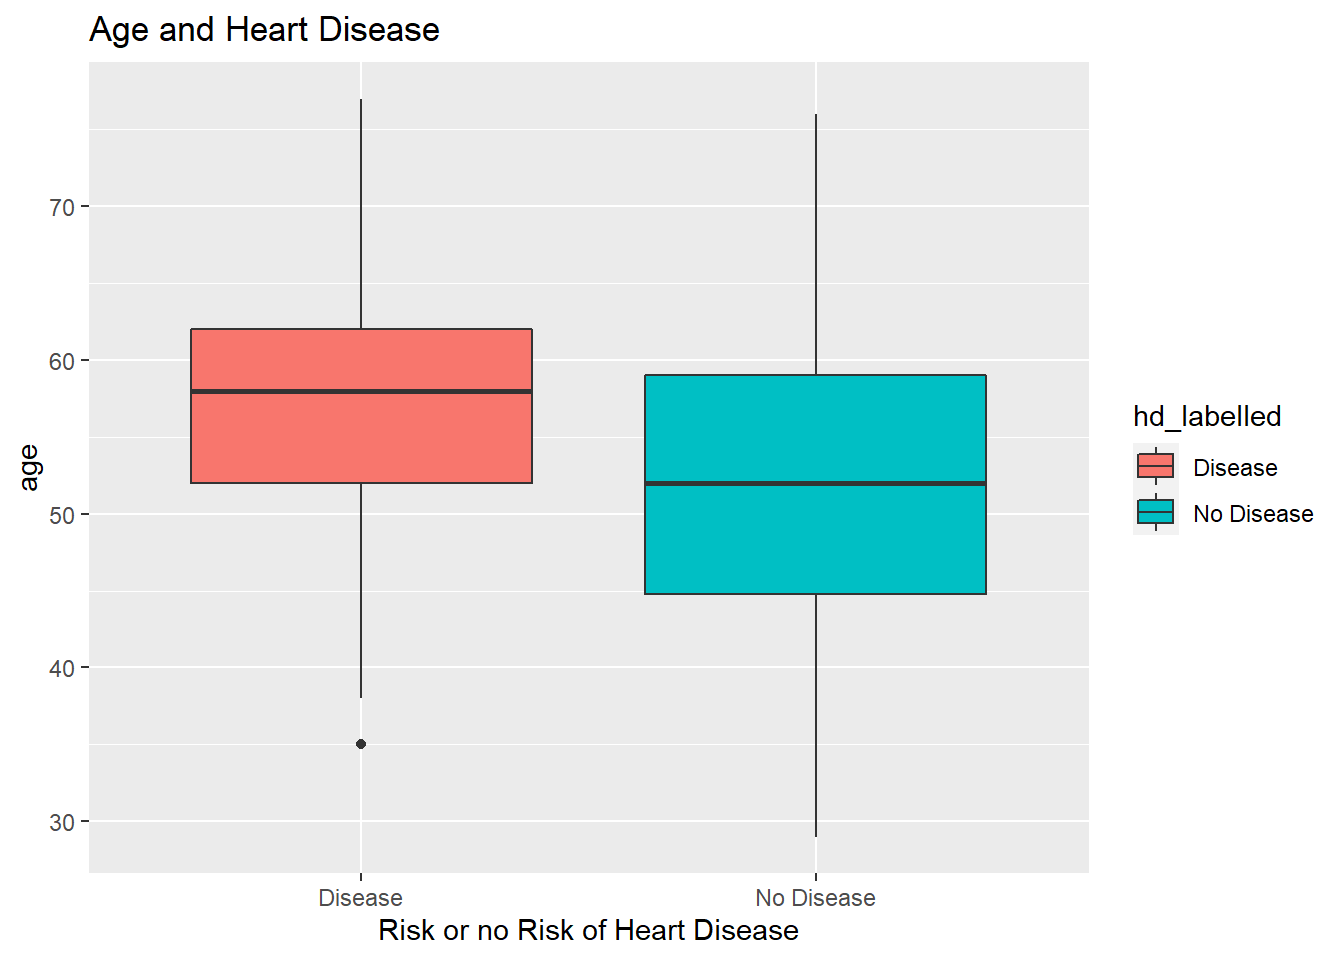 Age and Heart Disease
age
70
60
50
40
30
Disease
No Disease
Risk or no Risk of Heart Disease
hd_labelled
Disease
No Disease